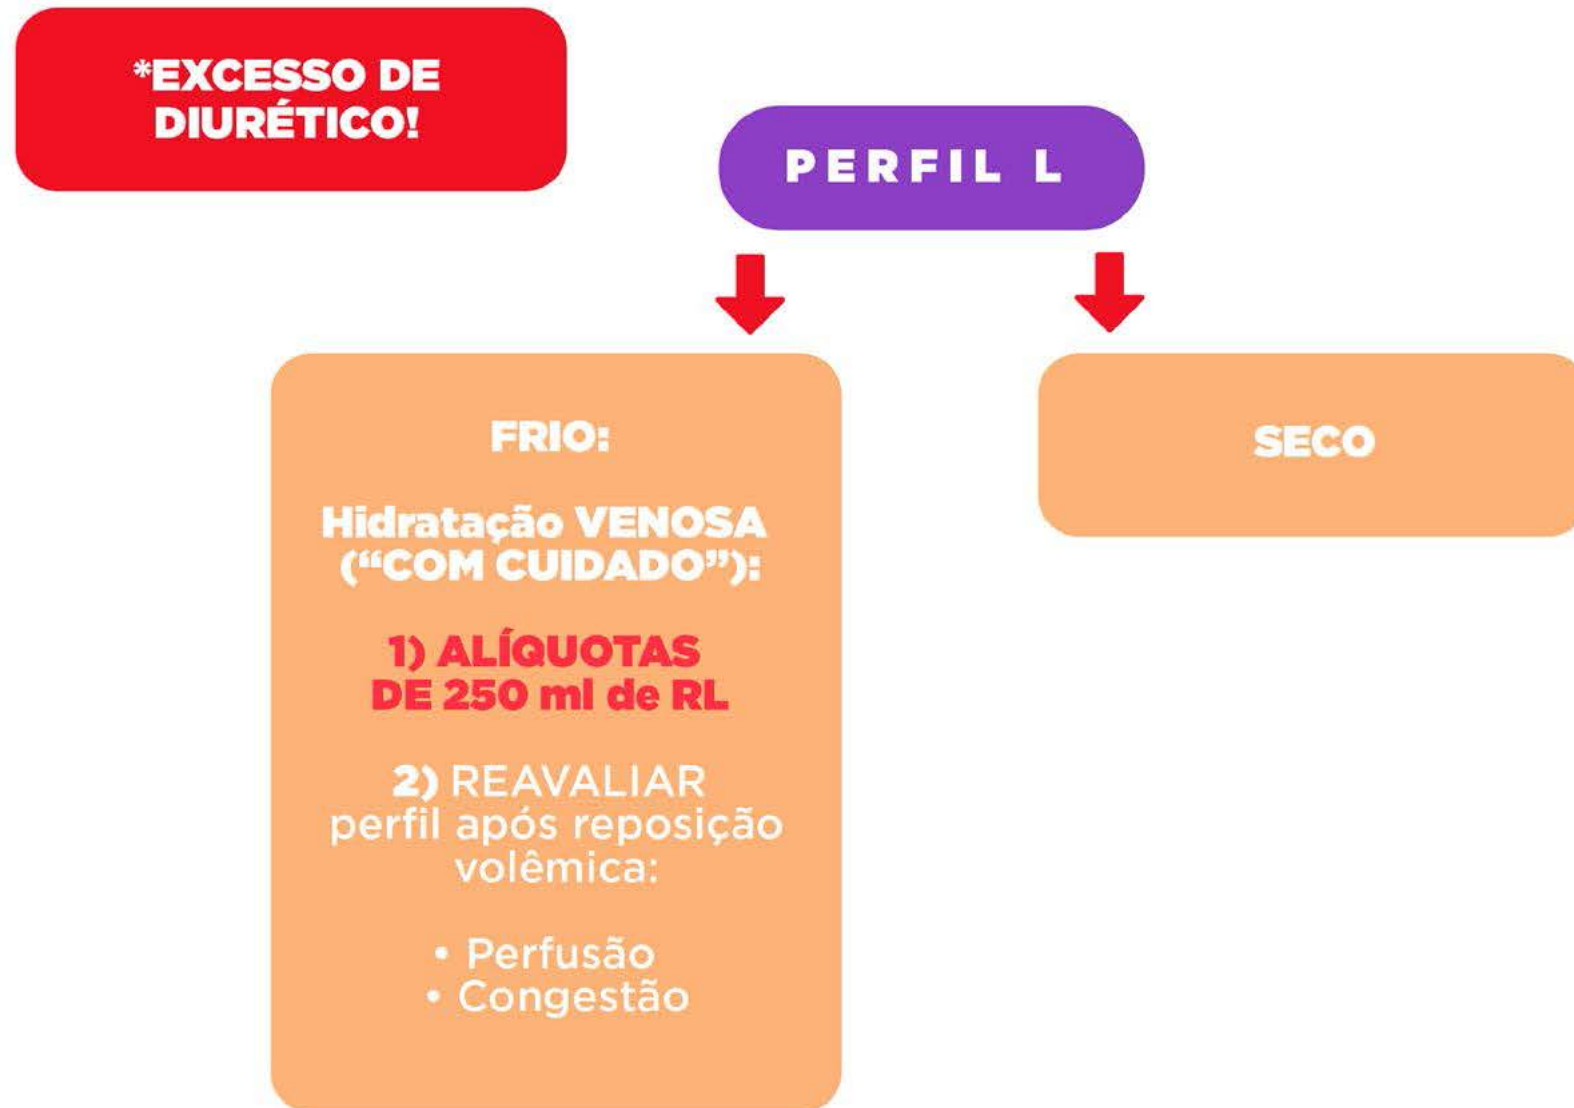 *EXCESSO DE
DIURÉTICO!
PERFIL L
FRIO:
Hidratação VENOSA
(“COM CUIDADO”):
1) ALÍQUOTAS
DE 250 ml de RL
2) REAVALIAR
perfil após reposição
volêmica:
• Perfusão
• Congestão
SECO